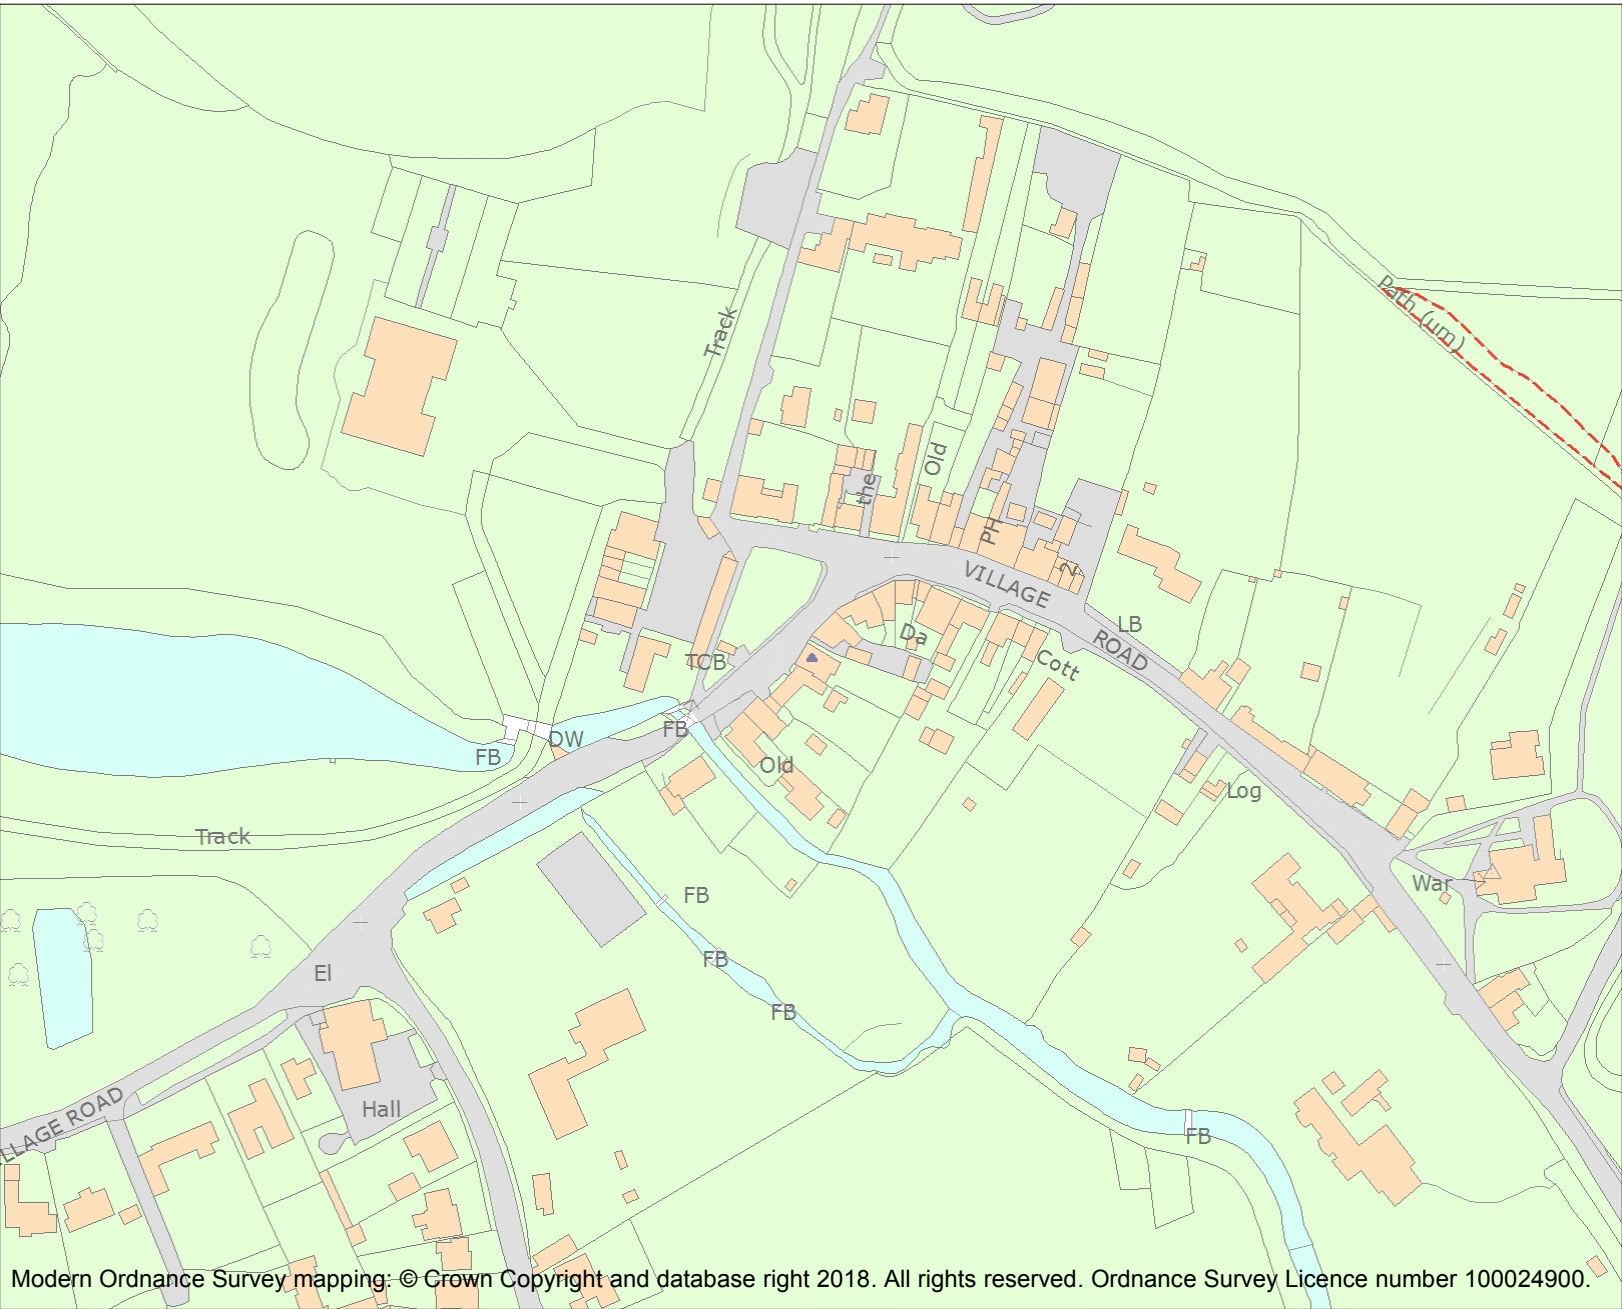 Path (um)
Track
Old
the
PH
2
VILLAGE
LB
Da
ROAD
TCB
Cott
FB
DW
FB
Old
Log
Track
War
FB
FB
El
FB
Hall
FB
LLAGE ROAD
Modern Ordnance Survey mapping: © Crown Copyright and database right 2018. All rights reserved. Ordnance Survey Licence number 100024900.